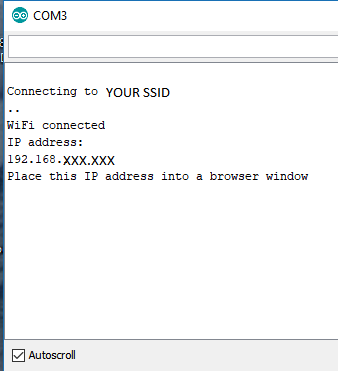 COM3
Connecting to YOUR SSID
..
WiFi connected
IP address:
192.168.XXX.XXX
Place this IP address into a browser window
Autoscroll